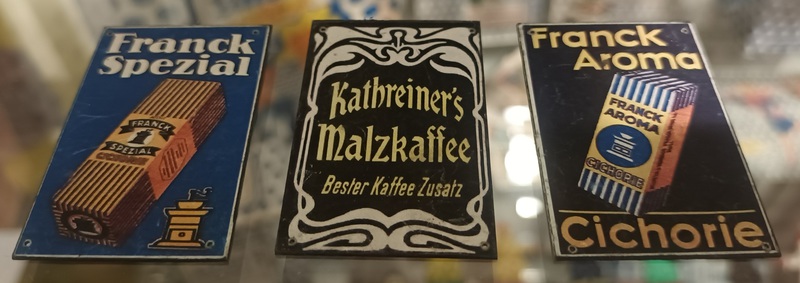 Franck
Spezial
FRANCK
SPEZIAL
Kathreiner's
Malzkaffee
Bester Kaffee Zusatz
Franck
Aroma
FRANCK
AROMA
CICHORIE
Cichorie